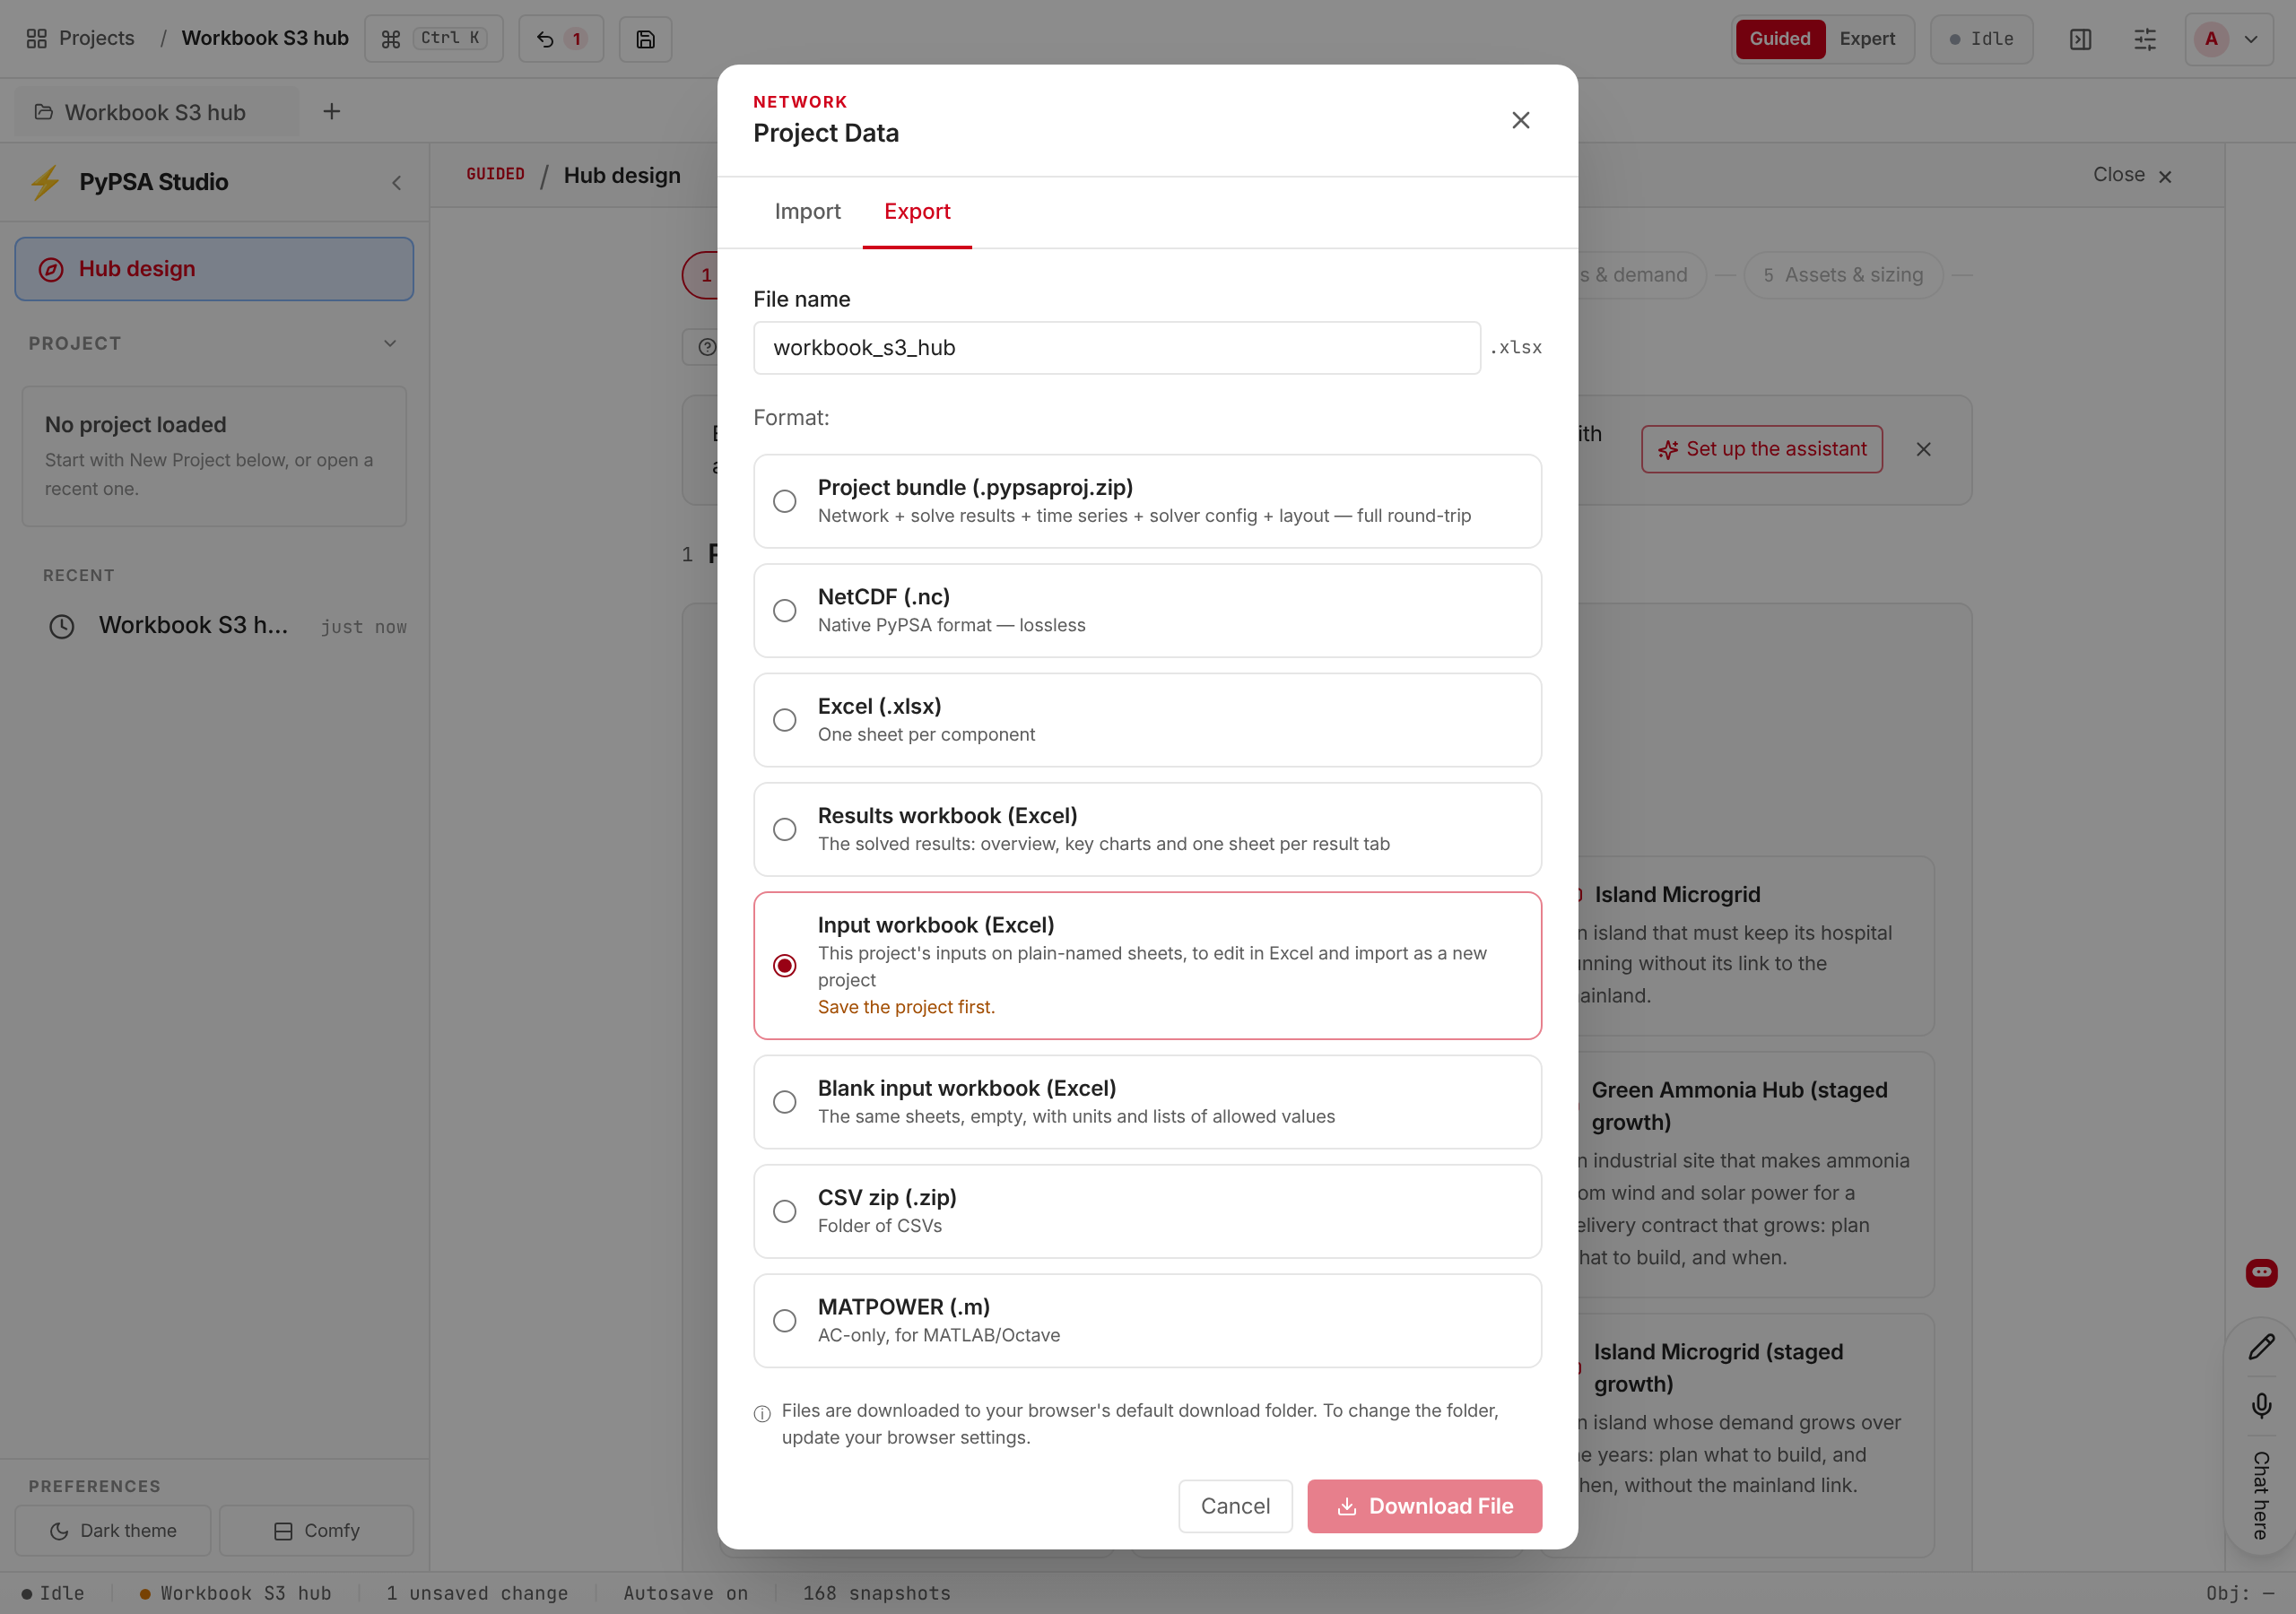 Projects / Workbook S3 hub
Ctrl K
1
Guided Expert
Idle
A
Workbook S3 hub
PyPSA Studio
Hub design
PROJECT
No project loaded
Start with New Project below, or open a
recent one.
RECENT
Workbook S3 h... just now
PREFERENCES
Dark theme
Comfy
GUIDED / Hub design
Close
1
s & demand
5 Assets & sizing
ith
Set up the assistant
1
Island Microgrid
island that must keep its hospital
without its link to the
Green Ammonia Hub (staged
growth)
industrial site that makes ammonia
wind and solar power for a
contract that grows: plan
to build, and when.
Island Microgrid (staged
growth)
island whose demand grows over
years: plan what to build, and
without the mainland link.
Chat here
NETWORK
Project Data
Import Export
File name
workbook_s3_hub .xlsx
Format:
Project bundle (.pypsaproj.zip)
Network + solve results + time series + solver config + layout — full round-trip
NetCDF (.nc)
Native PyPSA format — lossless
Excel (.xlsx)
One sheet per component
Results workbook (Excel)
The solved results: overview, key charts and one sheet per result tab
Input workbook (Excel)
This project's inputs on plain-named sheets, to edit in Excel and import as a new
project
Save the project first.
Blank input workbook (Excel)
The same sheets, empty, with units and lists of allowed values
CSV zip (.zip)
Folder of CSVs
MATPOWER (.m)
AC-only, for MATLAB/Octave
Files are downloaded to your browser's default download folder. To change the folder,
update your browser settings.
Cancel
Download File
Idle
Workbook S3 hub
1 unsaved change
Autosave on
168 snapshots
Obj: —